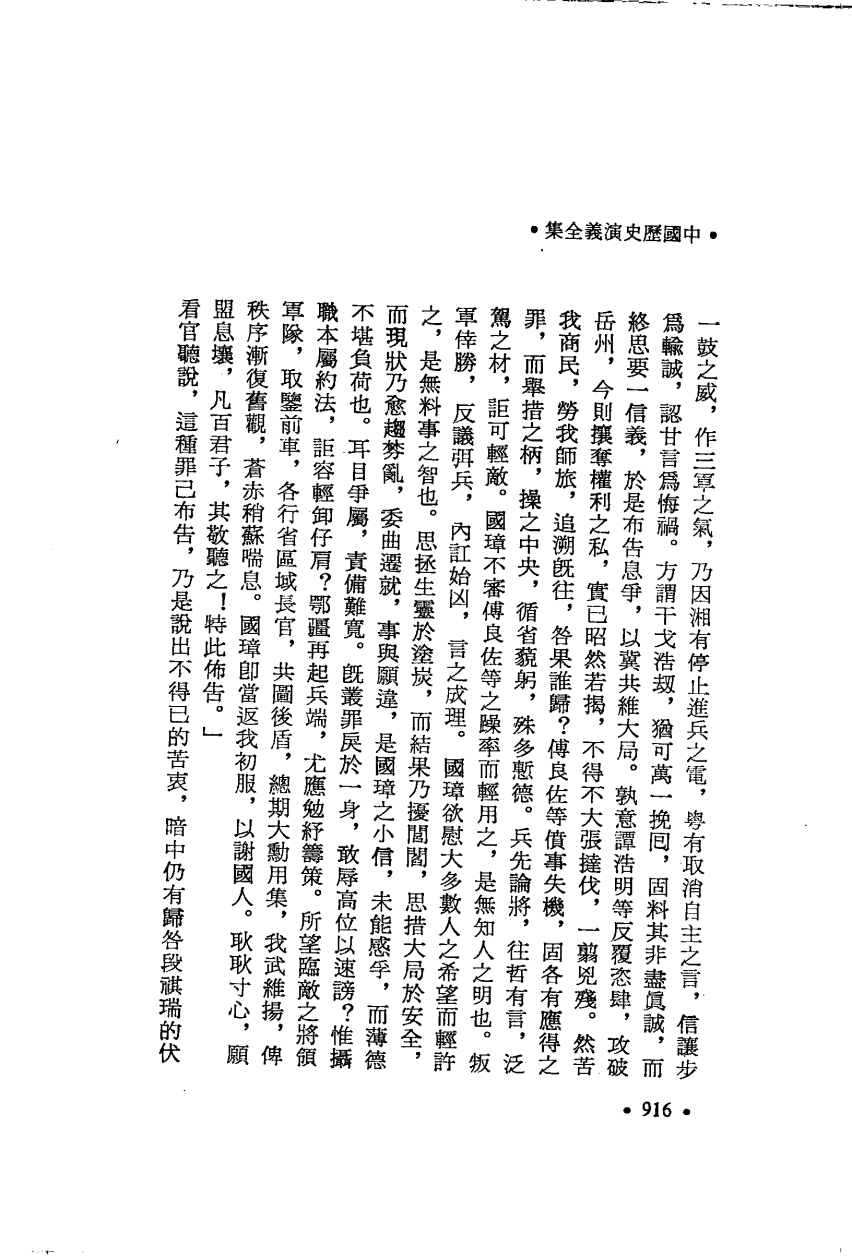 •中國歷史演義全集•
一鼓之威，作三軍之氣，乃因湘有停止進兵之電，粵有取消自主之言，信讓步
爲輸誠，認甘言爲悔禍。方謂干戈浩刼，猶可萬一挽囘，固料其非盡眞誠，而
終思要一信義，於是布告息爭，以冀共維大局。孰意譚浩明等反覆恣肆，攻破
岳州，今則攘奪權利之私，實已昭然若揭，不得不大張撻伐，一翦兇殘。然苦
我商民，勞我師旅，追溯旣往，咎果誰歸？傅良佐等僨事失機，固各有應得之
罪，而舉措之柄，操之中央，循省藐躬，殊多慙德。兵先論將，往哲有言，泛
駕之材，詎可輕敵。國璋不審傅良佐等之躁率而輕用之，是無知人之明也。叛
軍倖勝，反議弭兵，內訌始凶，言之成理。國璋欲慰大多數人之希望而輕許
之，是無料事之智也。思拯生靈於塗炭，而結果乃擾閭閻，思措大局於安全，
而現狀乃愈趨棼亂，委曲遷就，事與願違，是國璋之小信，未能感孚，而薄德
不堪負荷也。耳目爭屬，責備難寬。旣叢罪戾於一身，敢辱高位以速謗？惟攝
職本屬約法，詎容輕卸仔肩？鄂疆再起兵端，尤應勉紓籌策。所望臨敵之將領
軍隊，取鑒前車，各行省區域長官，共圖後盾，總期大勳用集，我武維揚，俾
秩序漸復舊觀，蒼赤稍蘇喘息。國璋卽當返我初服，以謝國人。耿耿寸心，願
盟息壤，凡百君子，其敬聽之！特此佈告。」
看官聽說，這種罪己布告，乃是說出不得已的苦衷，暗中仍有歸咎段祺瑞的伏
•916•